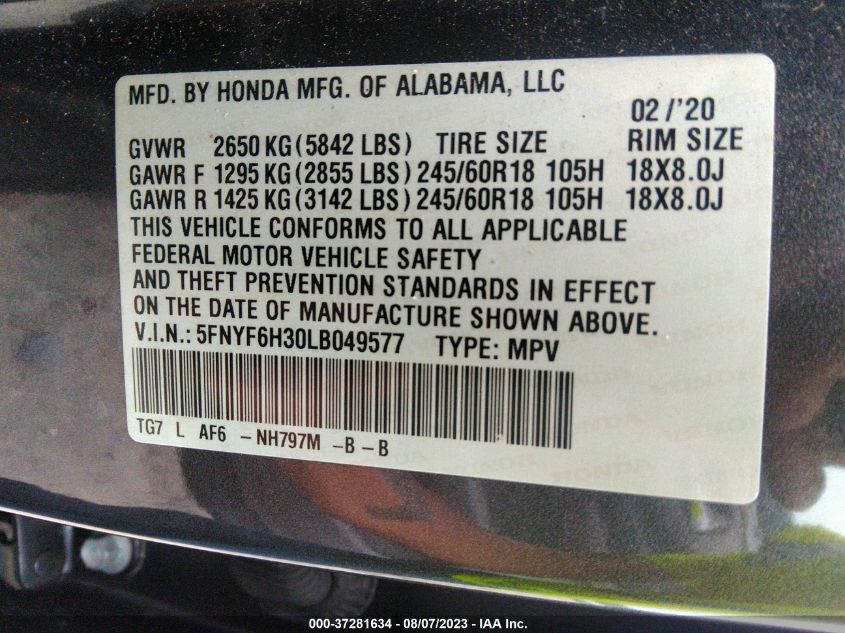 MFD. BY HONDA MFG. OF ALABAMA, LLC
02/'20
GVWR 2650 KG (5842 LBS) TIRE SIZE RIM SIZE
GAWR F 1295 KG (2855 LBS) 245/60R18 105H 18X8.0J
GAWR R 1425 KG (3142 LBS) 245/60R18 105H 18X8.0J
THIS VEHICLE CONFORMS TO ALL APPLICABLE
FEDERAL MOTOR VEHICLE SAFETY
AND THEFT PREVENTION STANDARDS IN EFFECT
ON THE DATE OF MANUFACTURE SHOWN ABOVE.
V.I.N.: 5FNYF6H30LB049577 TYPE: MPV
TG7 L AF6 -NH797M -B -B
000-37281634 - 08/07/2023 - IAA Inc.